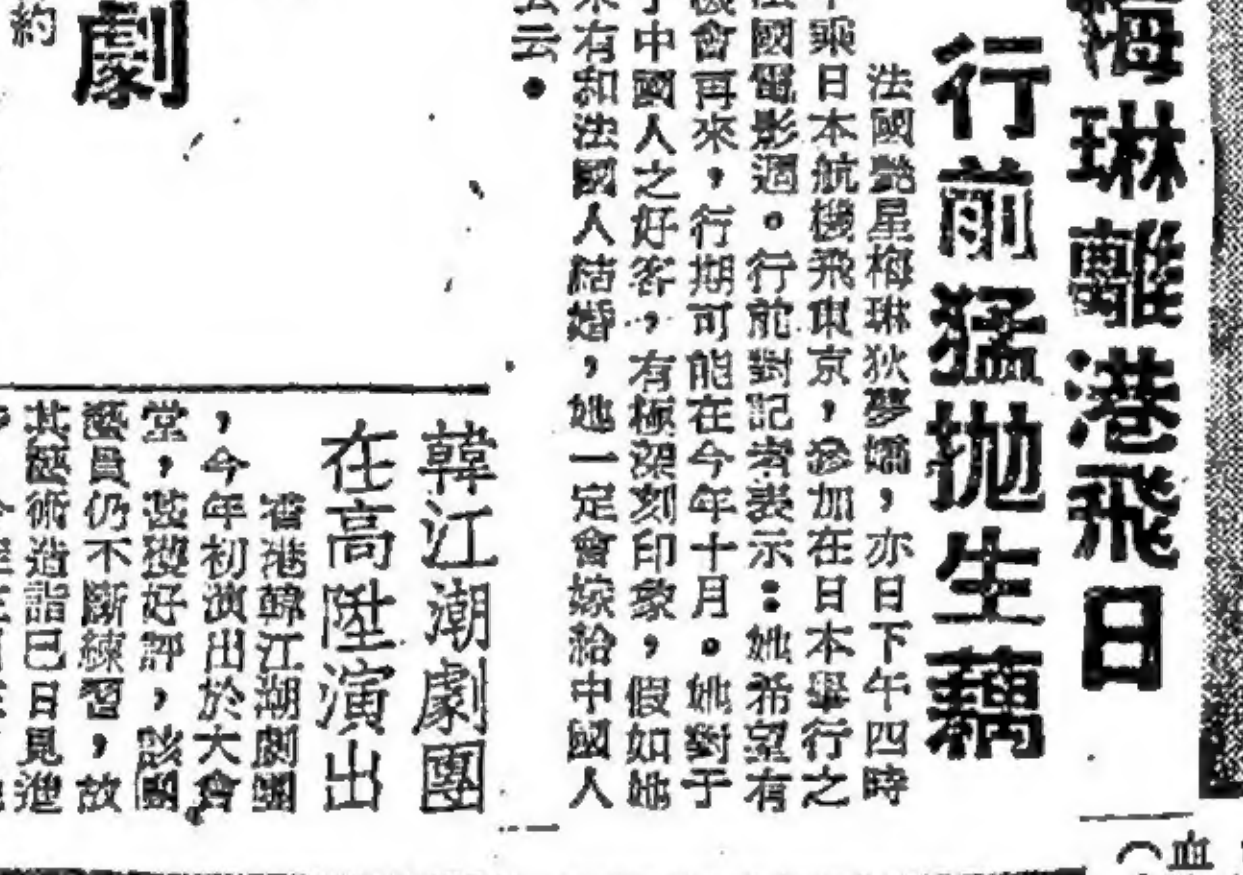 梅琳離港飛日
行前猛拋生藕
法國艷星梅琳狄夢嬌，亦日下午四時
乘日本航機飛東京，參加在日本舉行之
法國電影週。行前對記者表示：她希望有
機會再來，行期可能在今年十月。她對于
中國人之好客，有極深刻印象，假如她
未有和法國人結婚，她一定會嫁給中國人
云云。
劇
約
韓江潮劇團
在高陞演出
港韓江潮劇團
，今年初演出於大會
堂，甚獲好評，該團
藝員仍不斷練習，故
其藝術造詣已日見進
（血